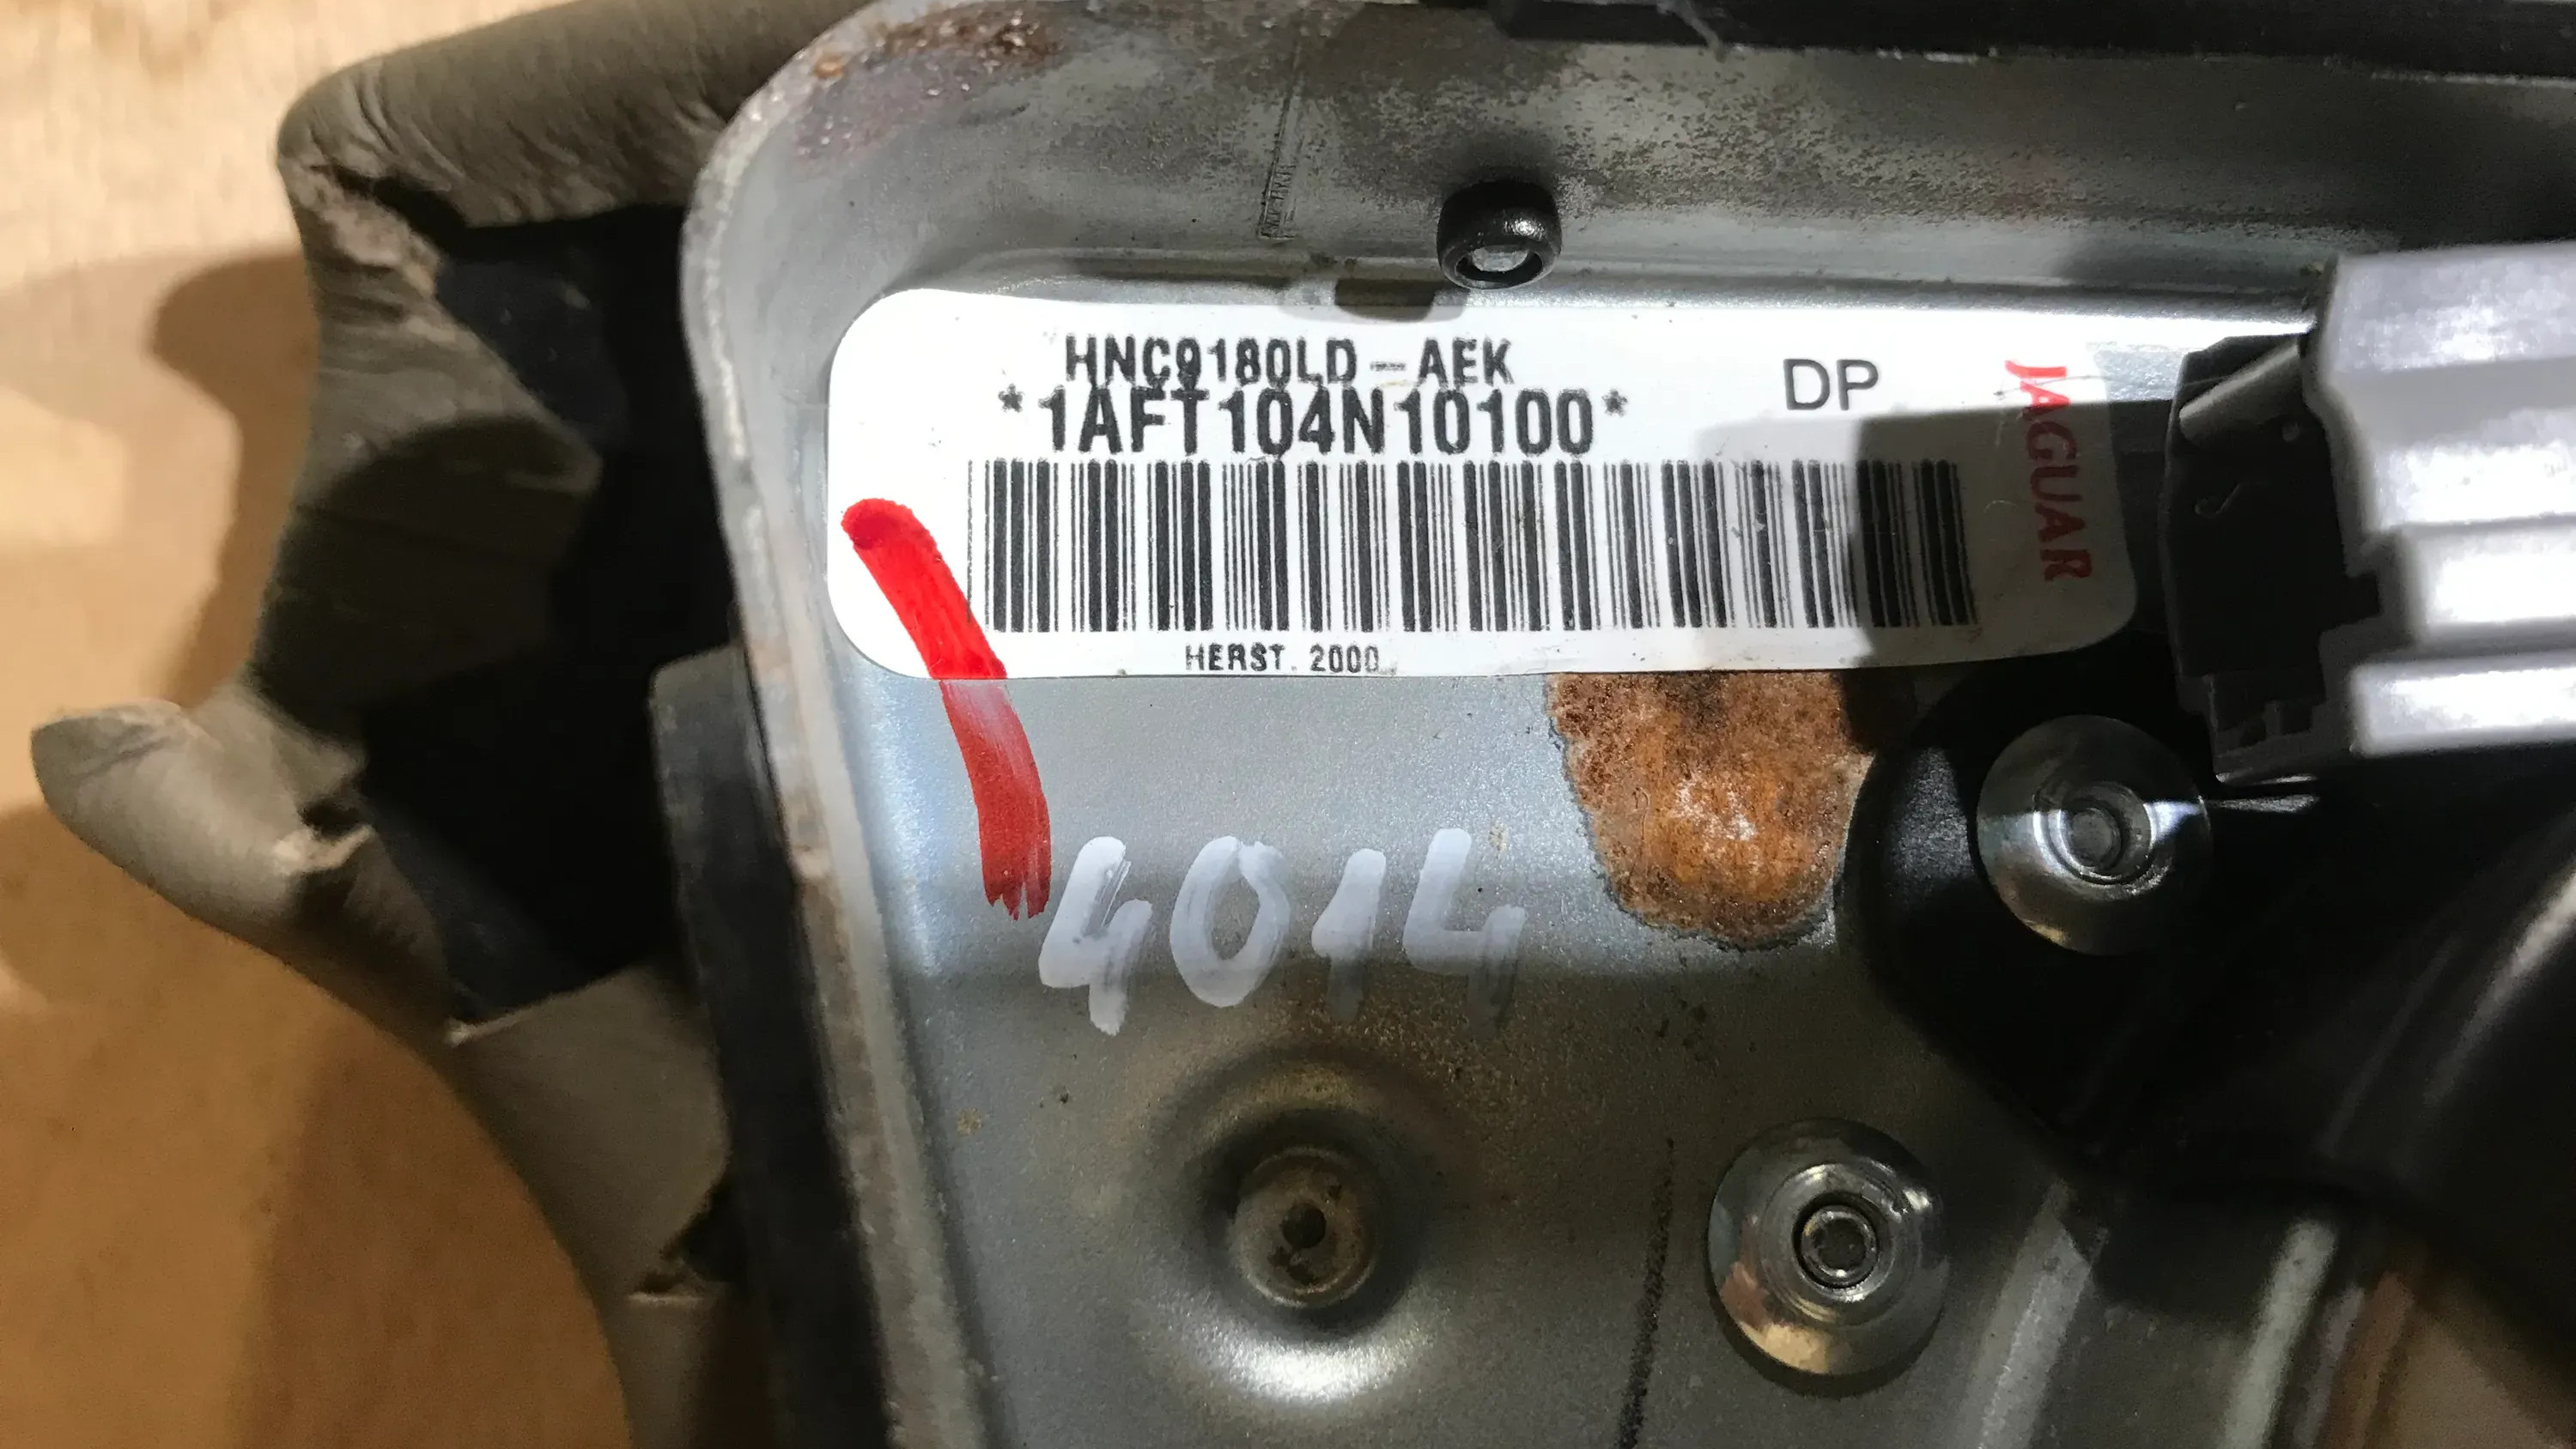 HNC9180LD-AEK
*1AFT104N10100*
DP
JAGUAR
HERST. 2000
4014